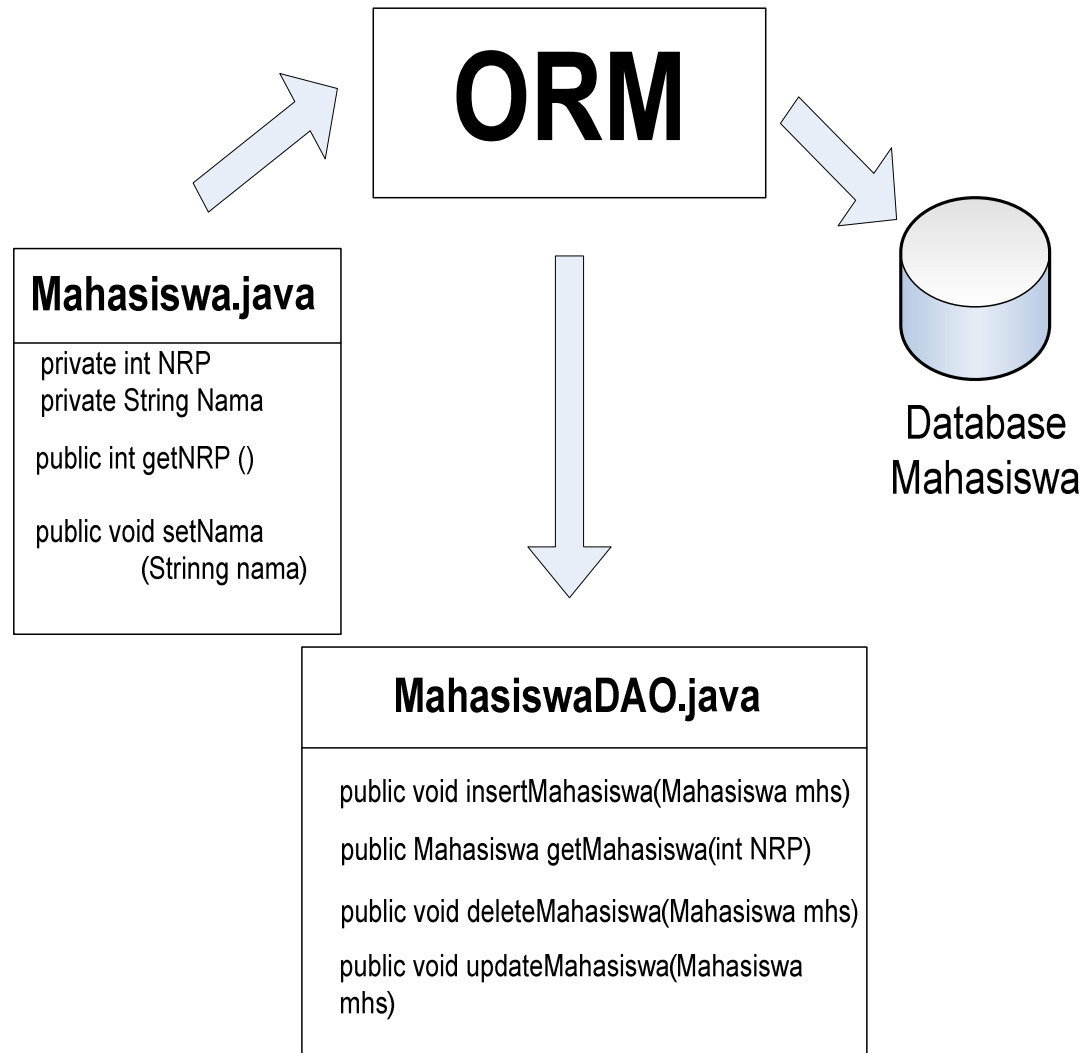 ORM
Mahasiswa.java
private int NRP
private String Nama
public int getNRP ()
public void setNama
(Strinng nama)
Database
Mahasiswa
MahasiswaDAO.java
public void insertMahasiswa(Mahasiswa mhs)
public Mahasiswa getMahasiswa(int NRP)
public void deleteMahasiswa(Mahasiswa mhs)
public void updateMahasiswa(Mahasiswa
mhs)